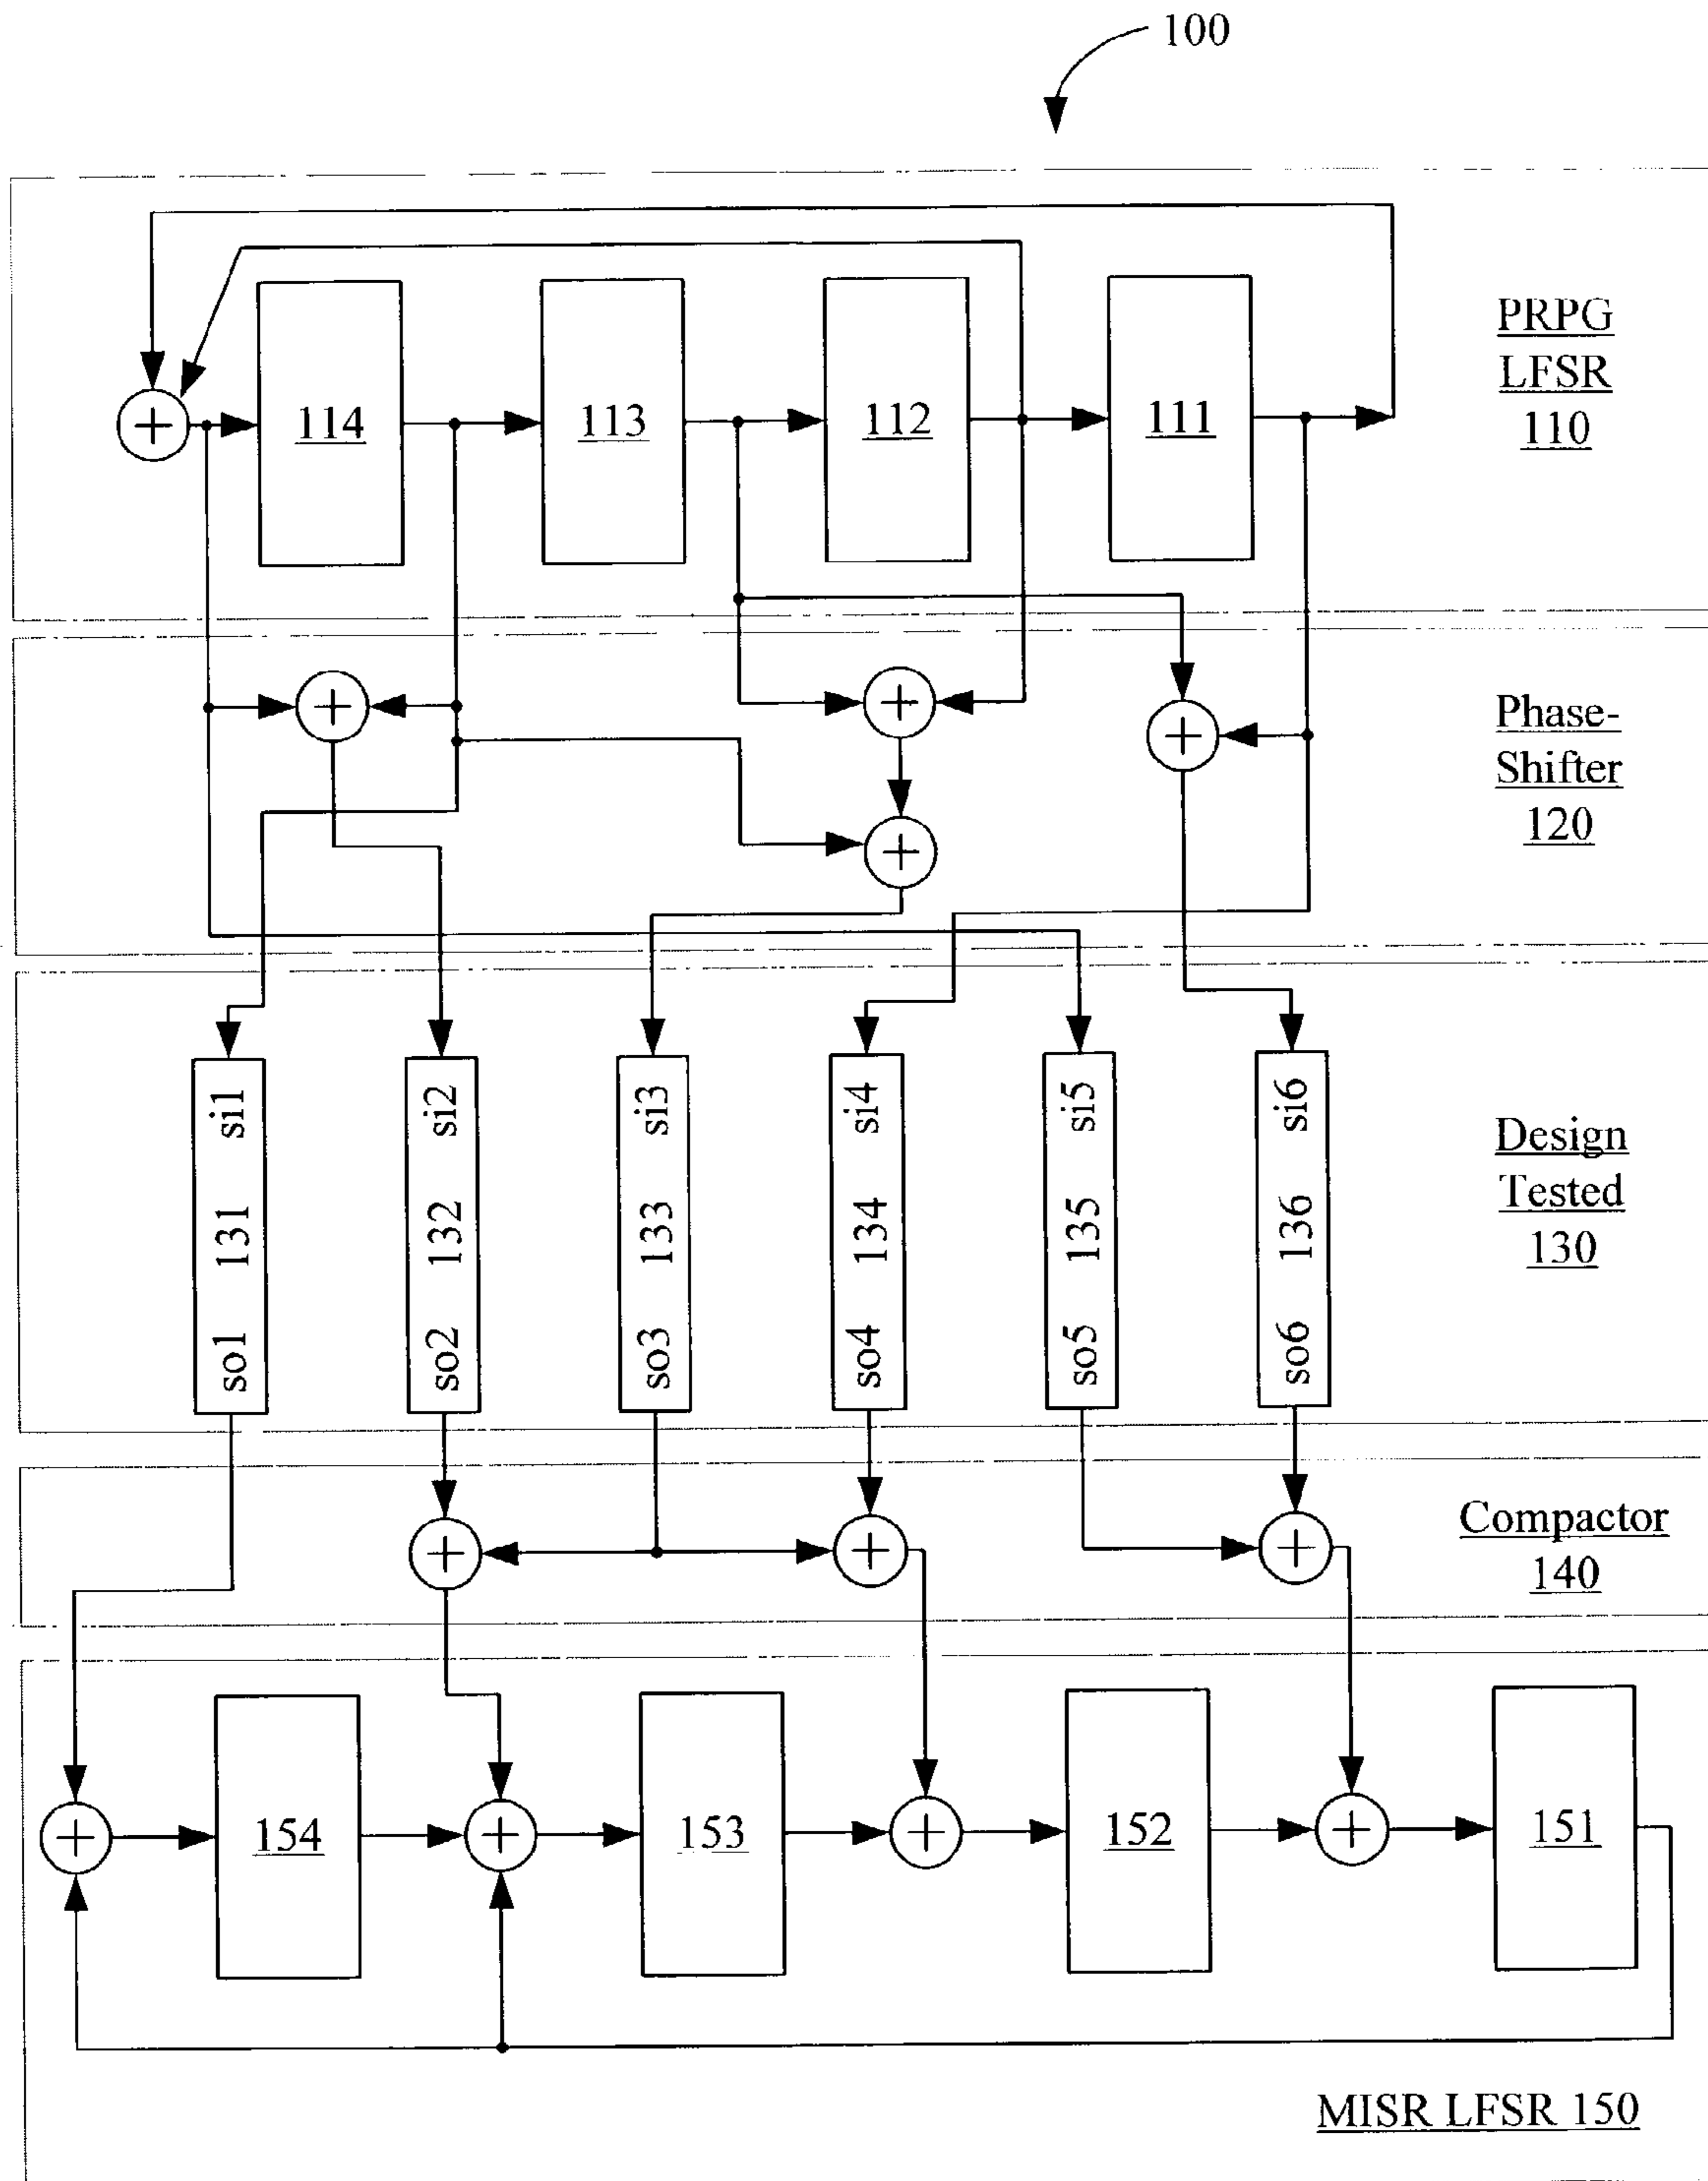 100
PRPG
LFSR
110
114
113
112
111
Phase-
Shifter
120
so1 131 si1
so2 132 si2
so3 133 si3
so4 134 si4
so5 135 si5
so6 136 si6
Design
Tested
130
Compactor
140
154
153
152
151
MISR LFSR 150